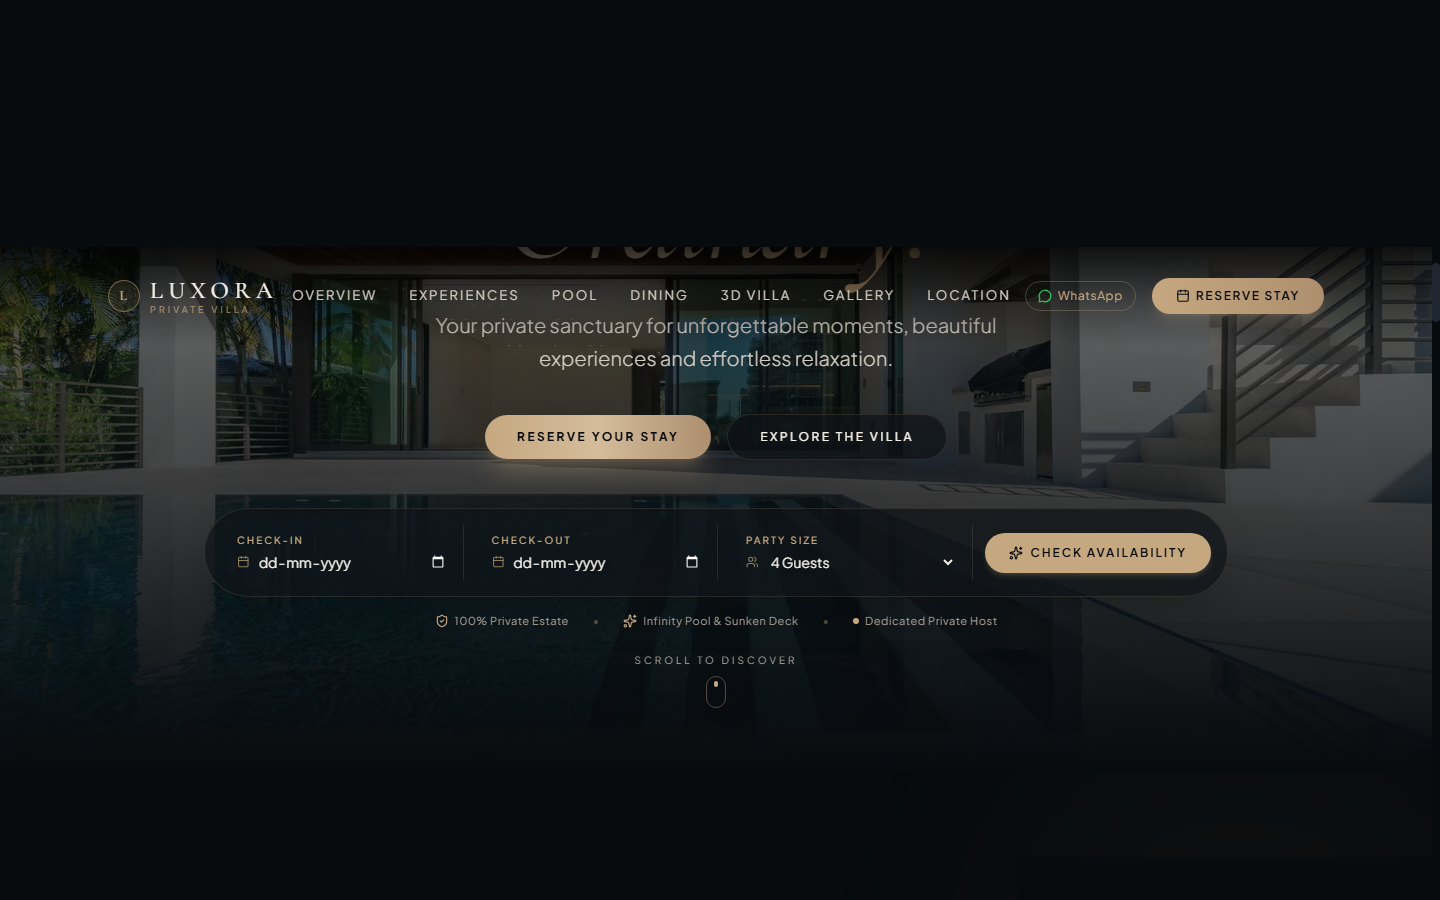 L LUXORA OVERVIEW EXPERIENCES POOL DINING 3D VILLA GALLERY LOCATION WhatsApp RESERVE STAY
PRIVATE VILLA
Your private sanctuary for unforgettable moments, beautiful
experiences and effortless relaxation.
RESERVE YOUR STAY EXPLORE THE VILLA
CHECK-IN CHECK-OUT PARTY SIZE
dd-mm-yyyy dd-mm-yyyy 4 Guests CHECK AVAILABILITY
100% Private Estate • Infinity Pool & Sunken Deck • Dedicated Private Host
SCROLL TO DISCOVER